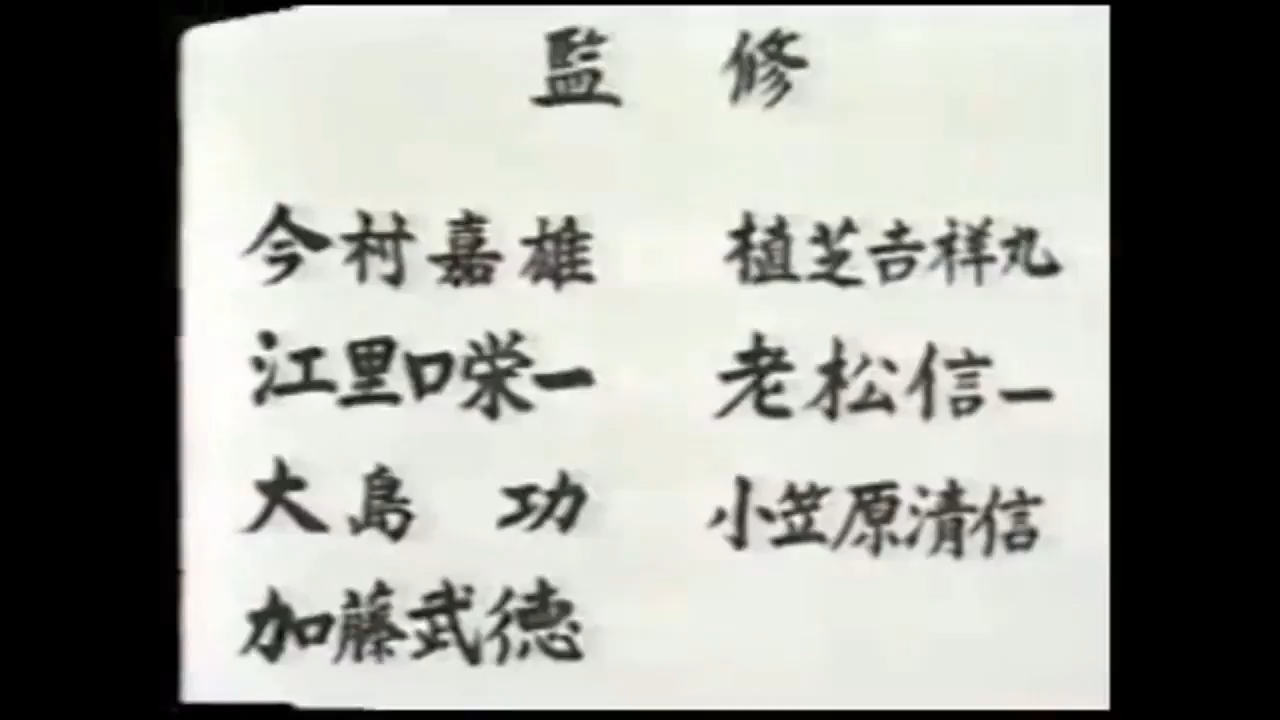 監 修
今村嘉雄 植芝吉祥丸
江里口栄一 老松信一
大島 功 小笠原清信
加藤武徳